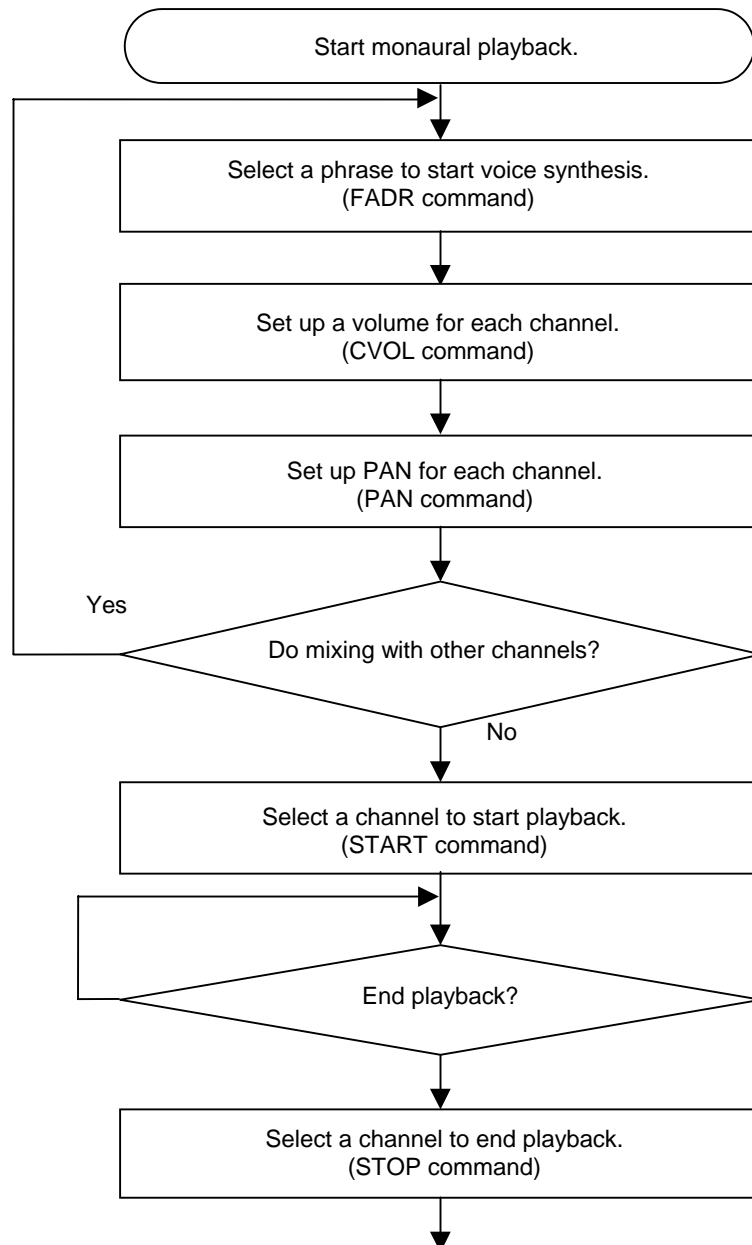 Start monaural playback.
Select a phrase to start voice synthesis.
(FADR command)
Set up a volume for each channel.
(CVOL command)
Set up PAN for each channel.
(PAN command)
Yes
Do mixing with other channels?
No
Select a channel to start playback.
(START command)
End playback?
Select a channel to end playback.
(STOP command)